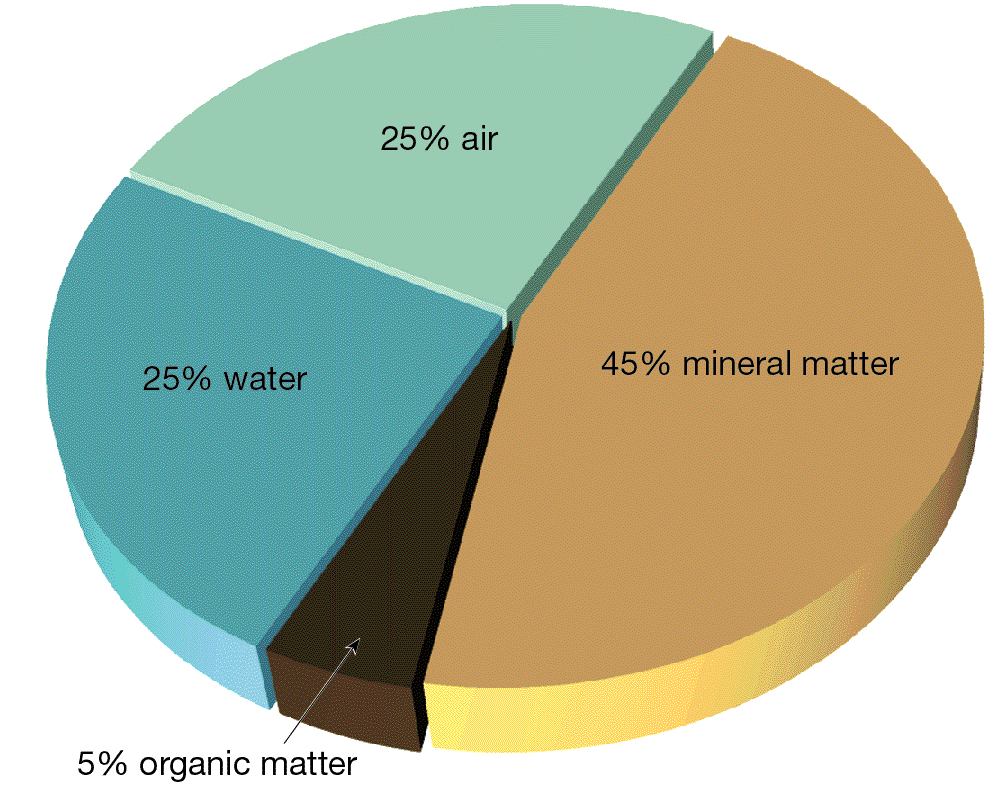 25% air
45% mineral matter
25% water
5% organic matter